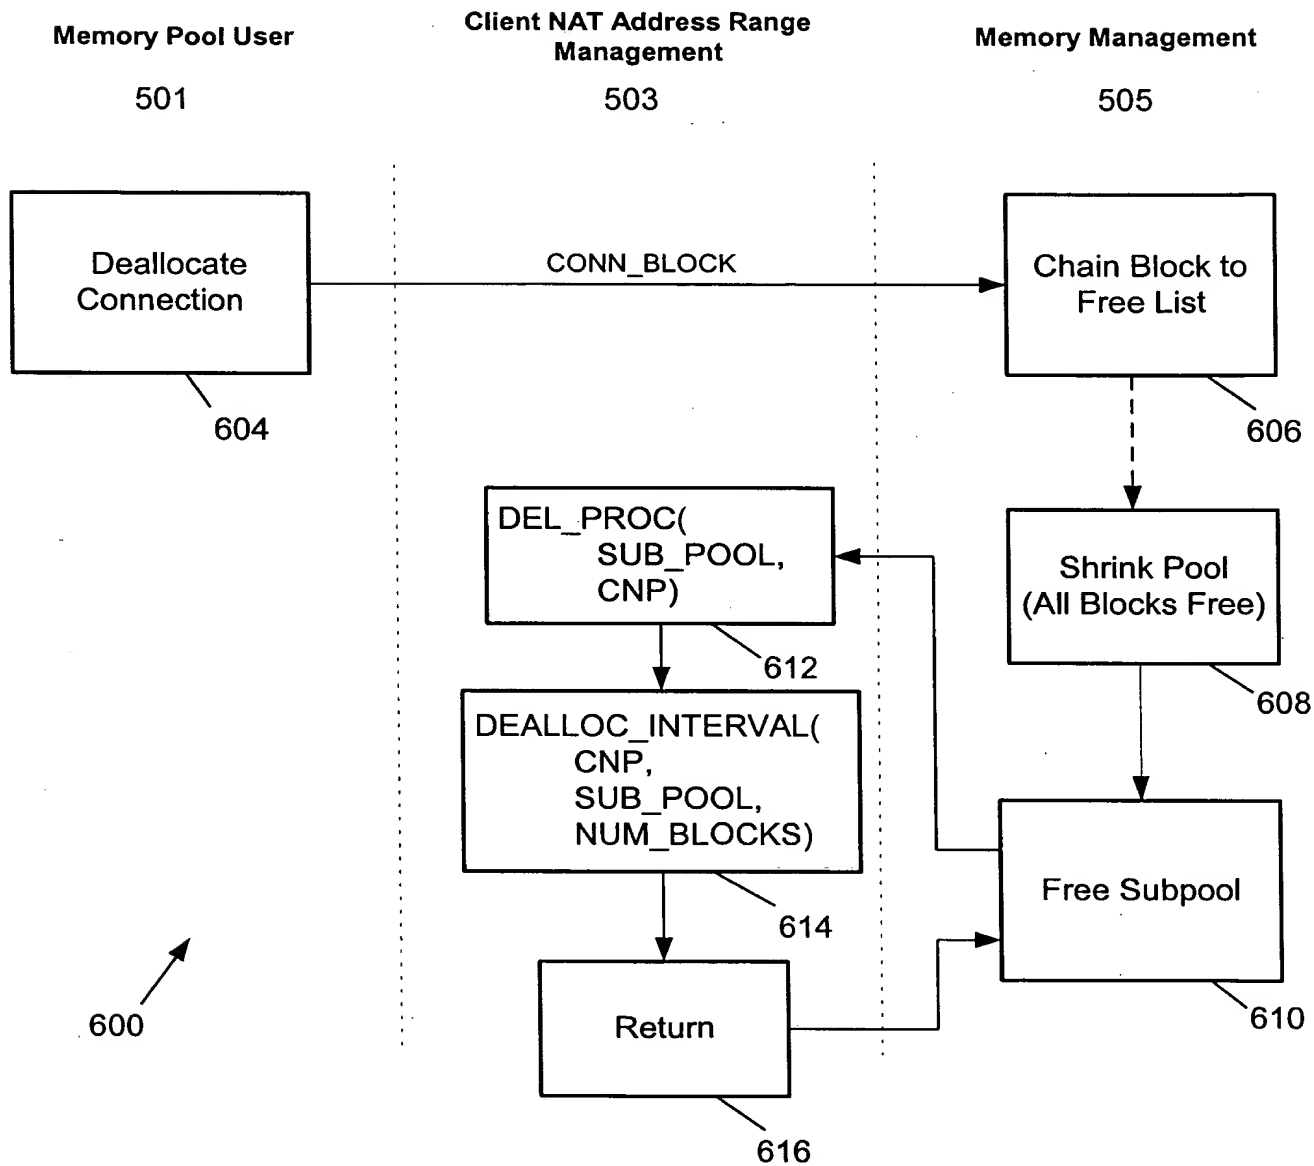 Memory Pool User
501
Client NAT Address Range
Management
503
Memory Management
505
Deallocate
Connection
604
CONN_BLOCK
Chain Block to
Free List
606
DEL_PROC(
SUB_POOL,
CNP)
612
Shrink Pool
(All Blocks Free)
608
DEALLOC_INTERVAL(
CNP,
SUB_POOL,
NUM_BLOCKS)
614
Free Subpool
610
Return
616
600